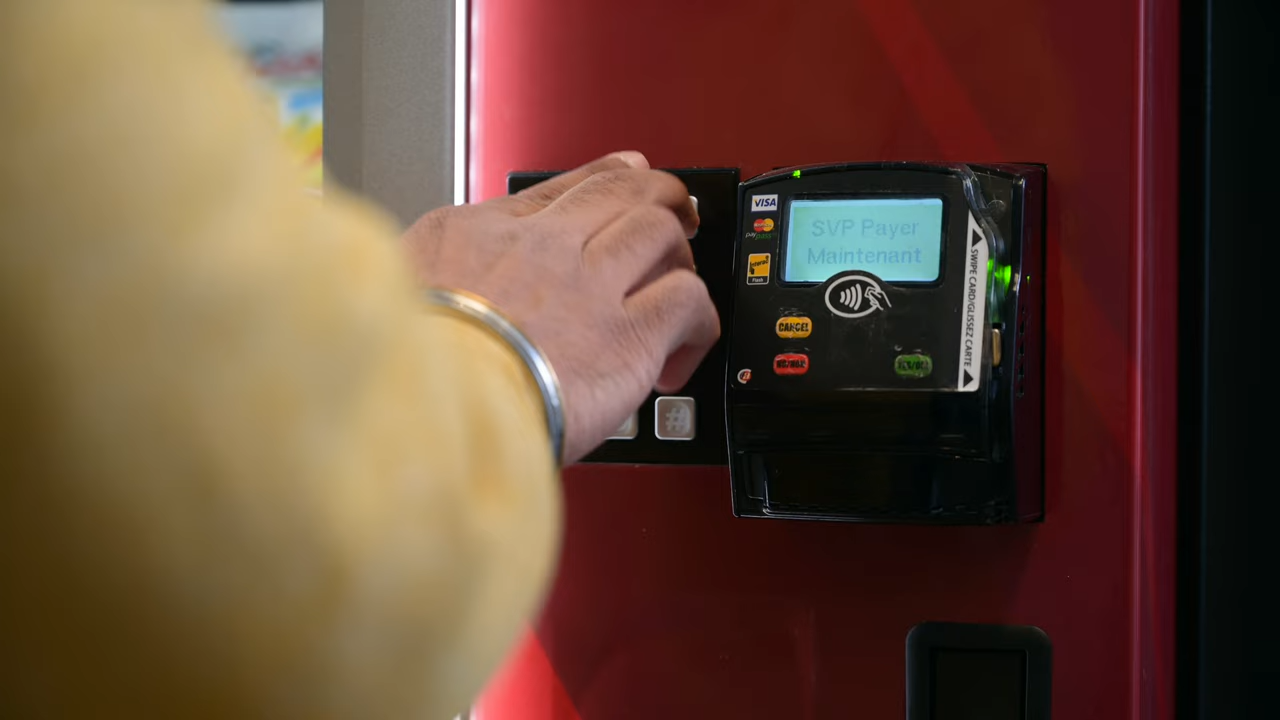 VISA
SVP Payer
Maintenant
SWIPE CARD/GLISSEZ CARTE
CANCEL
#